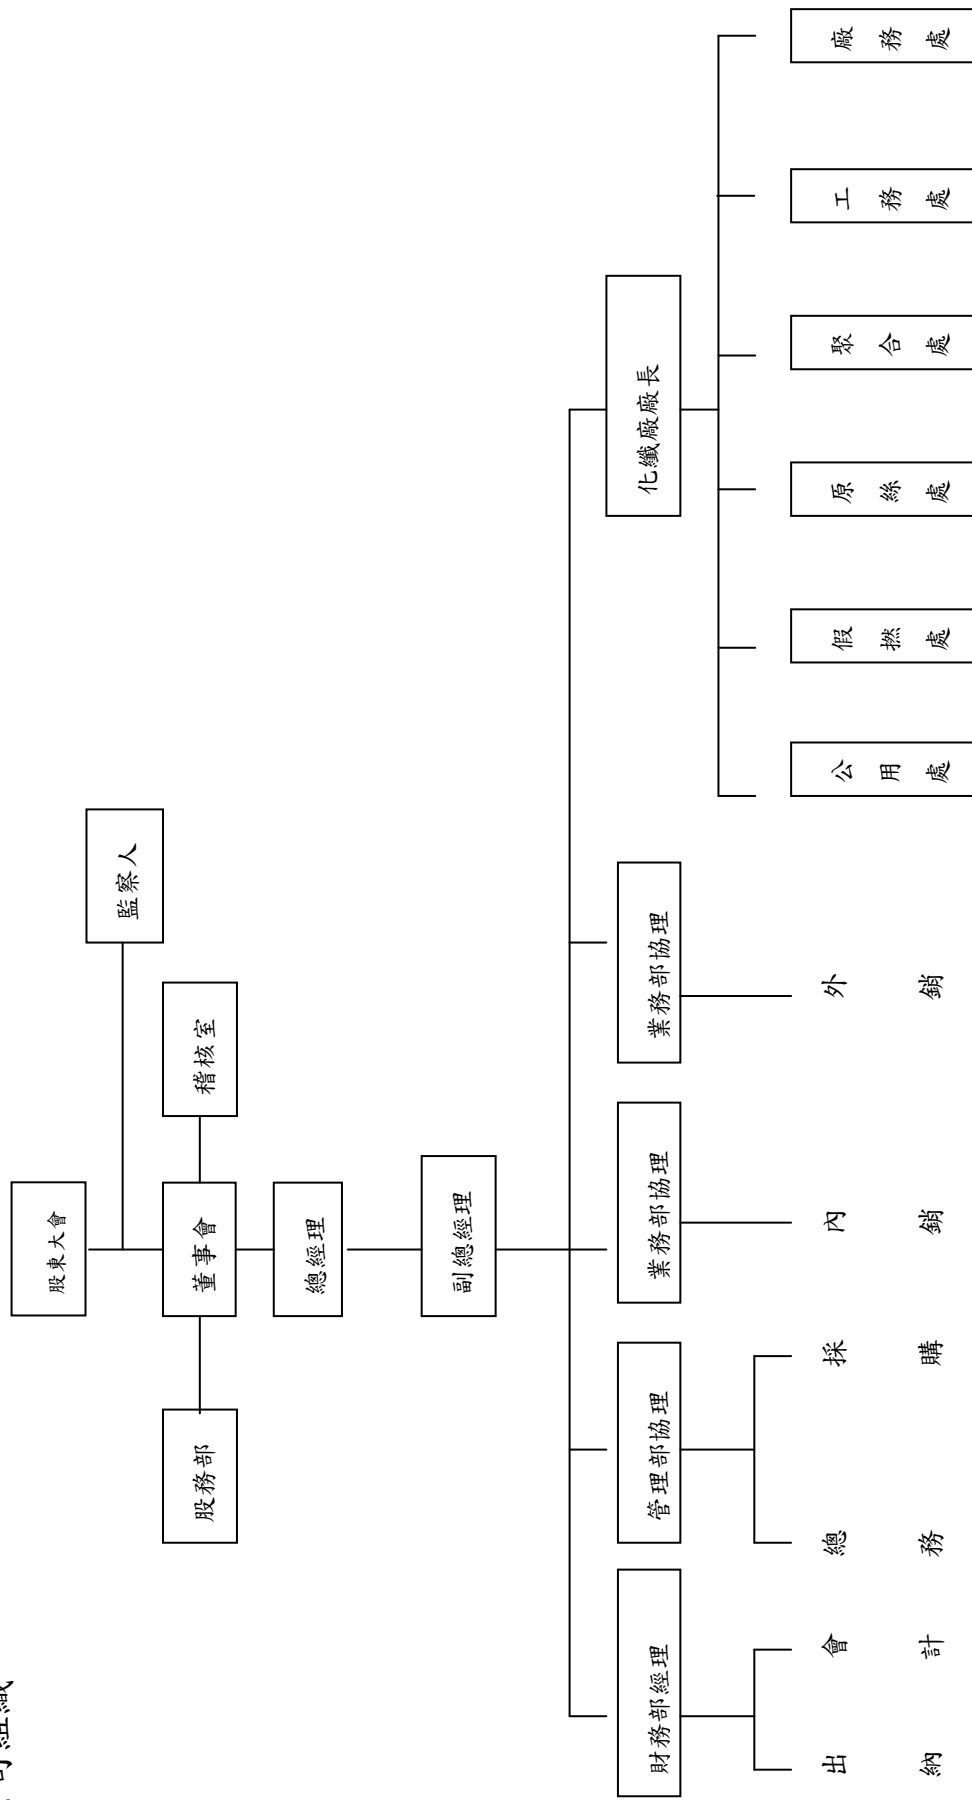 司組織
股東大會
監察人
股務部
董事會
稽核室
總經理
副總經理
財務部經理
管理部協理
業務部協理
業務部協理
化纖廠廠長
出納
會計
總務
採購
內銷
外銷
公用處
假撚處
原絲處
聚合處
工務處
廠務處